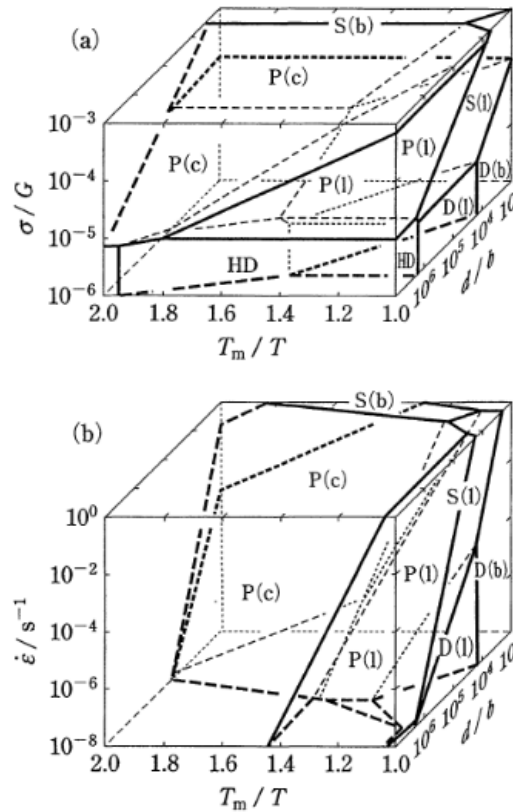 (a)
S(b)
P(c)
10⁻³
P(c)
P(l)
P(l)
S(l)
D(b)
10⁻⁴
D(l)
10⁻⁵
HD
HD
10⁻⁶
σ / G
2.0 1.8 1.6 1.4 1.2 1.0
T_m / T
10⁶ 10⁵ 10⁴ 10
d / b
(b)
S(b)
P(c)
S(l)
10⁰
P(c)
P(l)
10⁻²
D(b)
10⁻⁴
P(l)
D(l)
10⁻⁶
10⁻⁸
ε̇ / s⁻¹
2.0 1.8 1.6 1.4 1.2 1.0
T_m / T
10⁶ 10⁵ 10⁴ 10
d / b